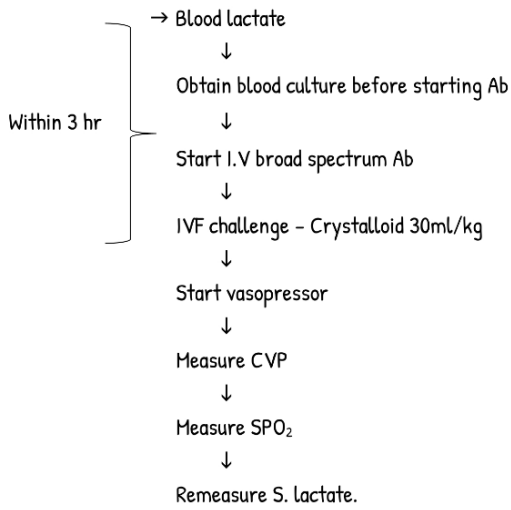 → Blood lactate
↓
Obtain blood culture before starting Ab
↓
Within 3 hr
Start I.V broad spectrum Ab
↓
IVF challenge – Crystalloid 30ml/kg
↓
Start vasopressor
↓
Measure CVP
↓
Measure SPO₂
↓
Remeasure S. lactate.